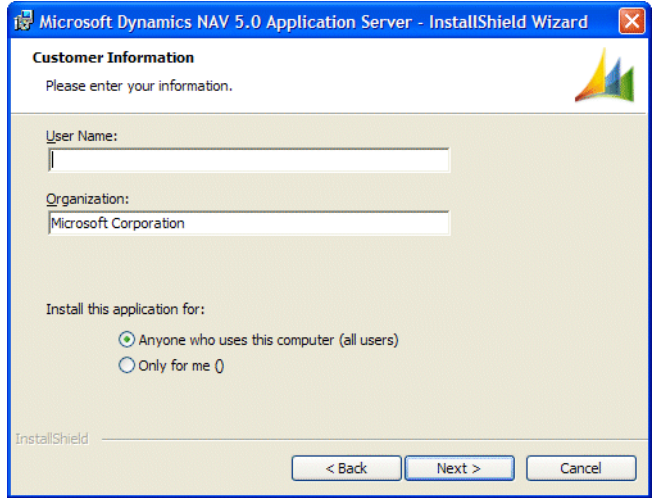 Microsoft Dynamics NAV 5.0 Application Server - InstallShield Wizard
Customer Information
Please enter your information.
User Name:
Organization:
Microsoft Corporation
Install this application for:
Anyone who uses this computer (all users)
Only for me ()
InstallShield
< Back
Next >
Cancel